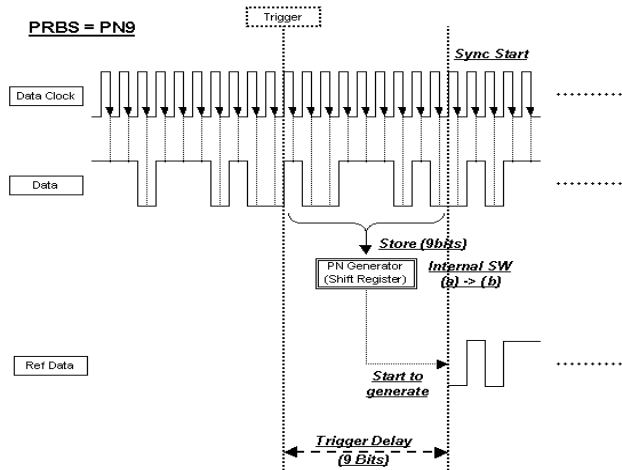 Trigger
PRBS = PN9
Sync Start
Data Clock
Data
Store (9bits)
PN Generator
(Shift Register)
Internal SW
(a) -> (b)
Ref Data
Start to
generate
Trigger Delay
(9 Bits)